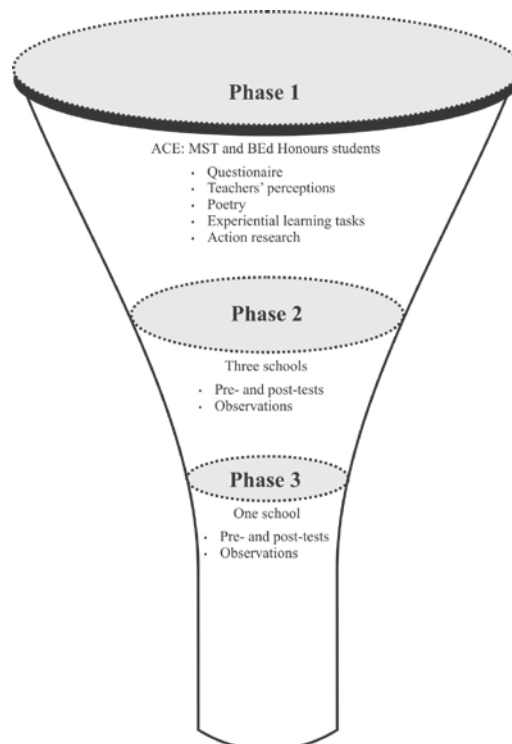 Phase 1
ACE: MST and BEd Honours students
• Questionaire
• Teachers' perceptions
• Poetry
• Experiential learning tasks
• Action research
Phase 2
Three schools
• Pre- and post-tests
• Observations
Phase 3
One school
• Pre- and post-tests
• Observations